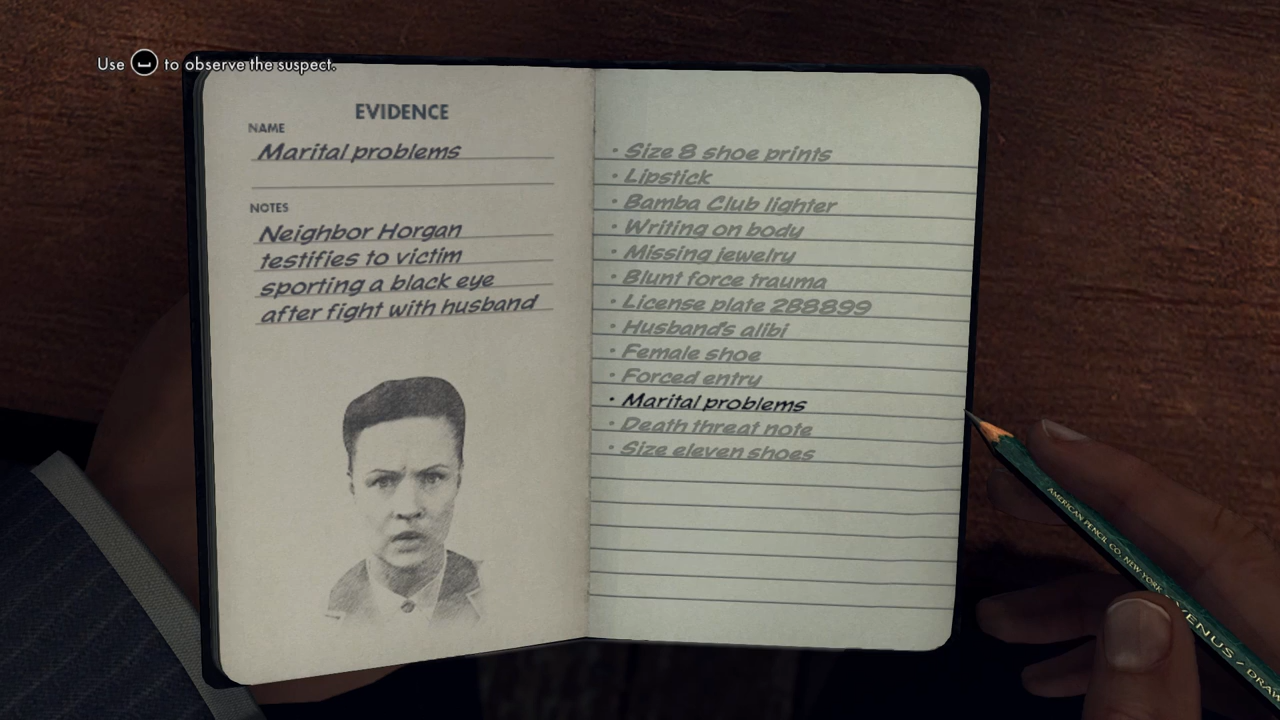 Use to observe the suspect.
EVIDENCE
NAME
Marital problems
NOTES
Neighbor Horgan
testifies to victim
sporting a black eye
after fight with husband
• Size 8 shoe prints
• Lipstick
• Bamba Club lighter
• Writing on body
• Missing jewelry
• Blunt force trauma
• License plate 2B8899
• Husband's alibi
• Female shoe
• Forced entry
• Marital problems
• Death threat note
• Size eleven shoes
AMERICAN PENCIL CO. NEW YORK
VENUS / DRAW